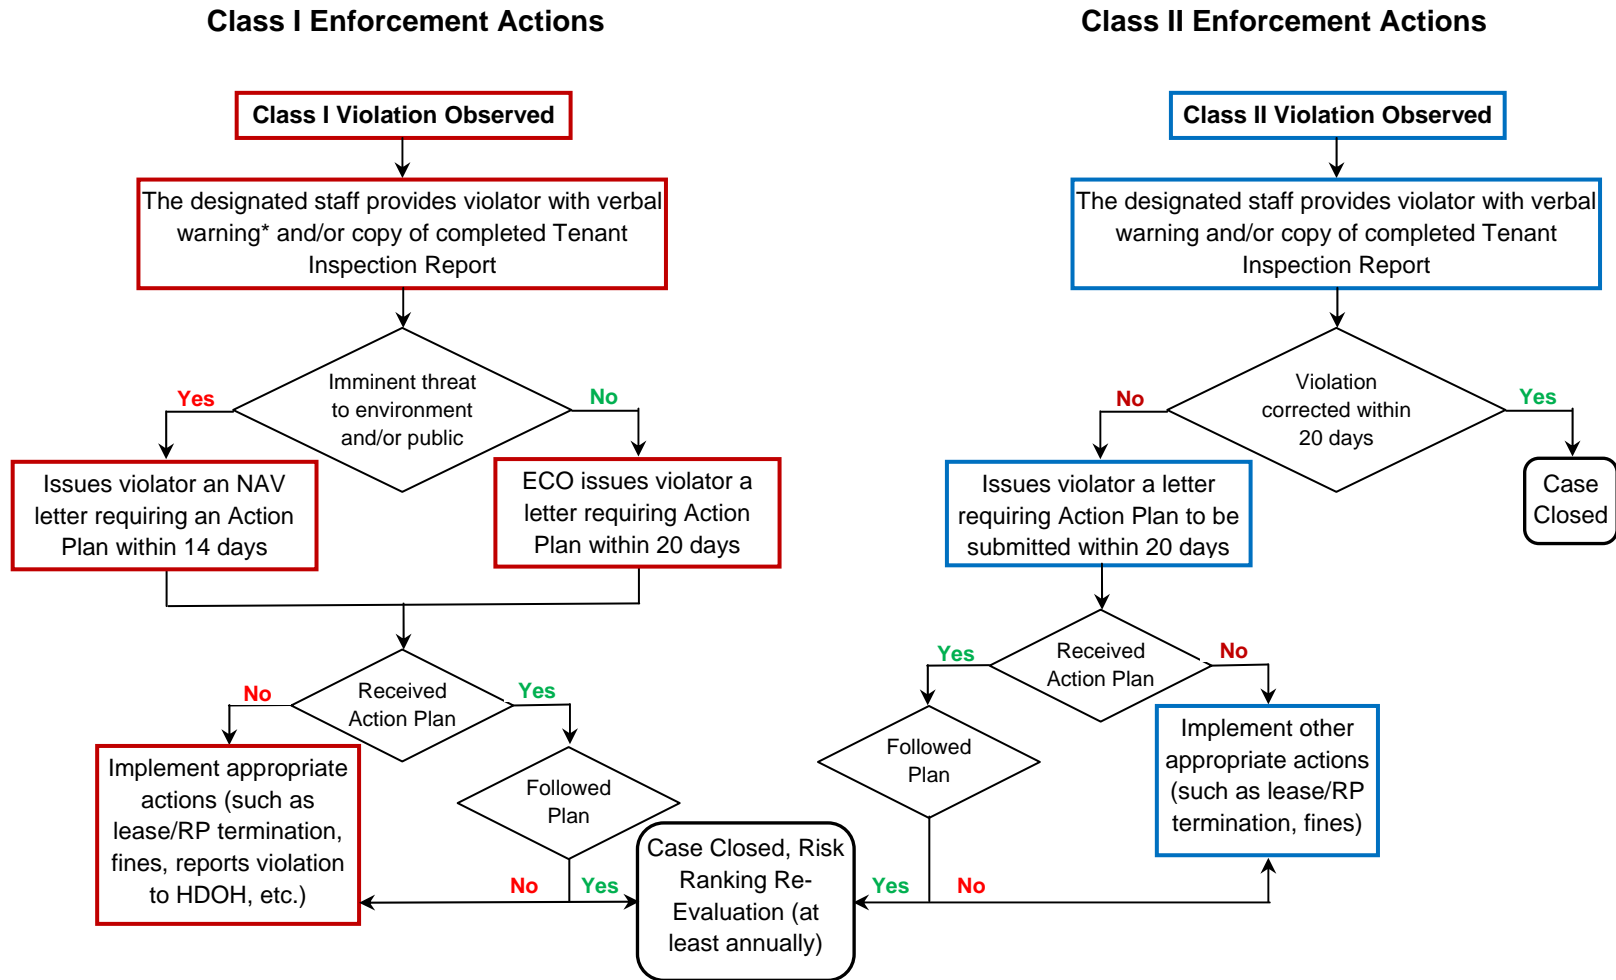 Class I Enforcement Actions
Class II Enforcement Actions
Class I Violation Observed
The designated staff provides violator with verbal
warning* and/or copy of completed Tenant
Inspection Report
Imminent threat
to environment
and/or public
Yes
No
Issues violator an NAV
letter requiring an Action
Plan within 14 days
ECO issues violator a
letter requiring Action
Plan within 20 days
Received
Action Plan
No
Yes
Implement appropriate
actions (such as
lease/RP termination,
fines, reports violation
to HDOH, etc.)
Followed
Plan
No
Yes
Case Closed, Risk
Ranking Re-
Evaluation (at
least annually)
Class II Violation Observed
The designated staff provides violator with verbal
warning and/or copy of completed Tenant
Inspection Report
Violation
corrected within
20 days
No
Yes
Case
Closed
Issues violator a letter
requiring Action Plan to be
submitted within 20 days
Received
Action Plan
Yes
No
Followed
Plan
Implement other
appropriate actions
(such as lease/RP
termination, fines)
Yes
No